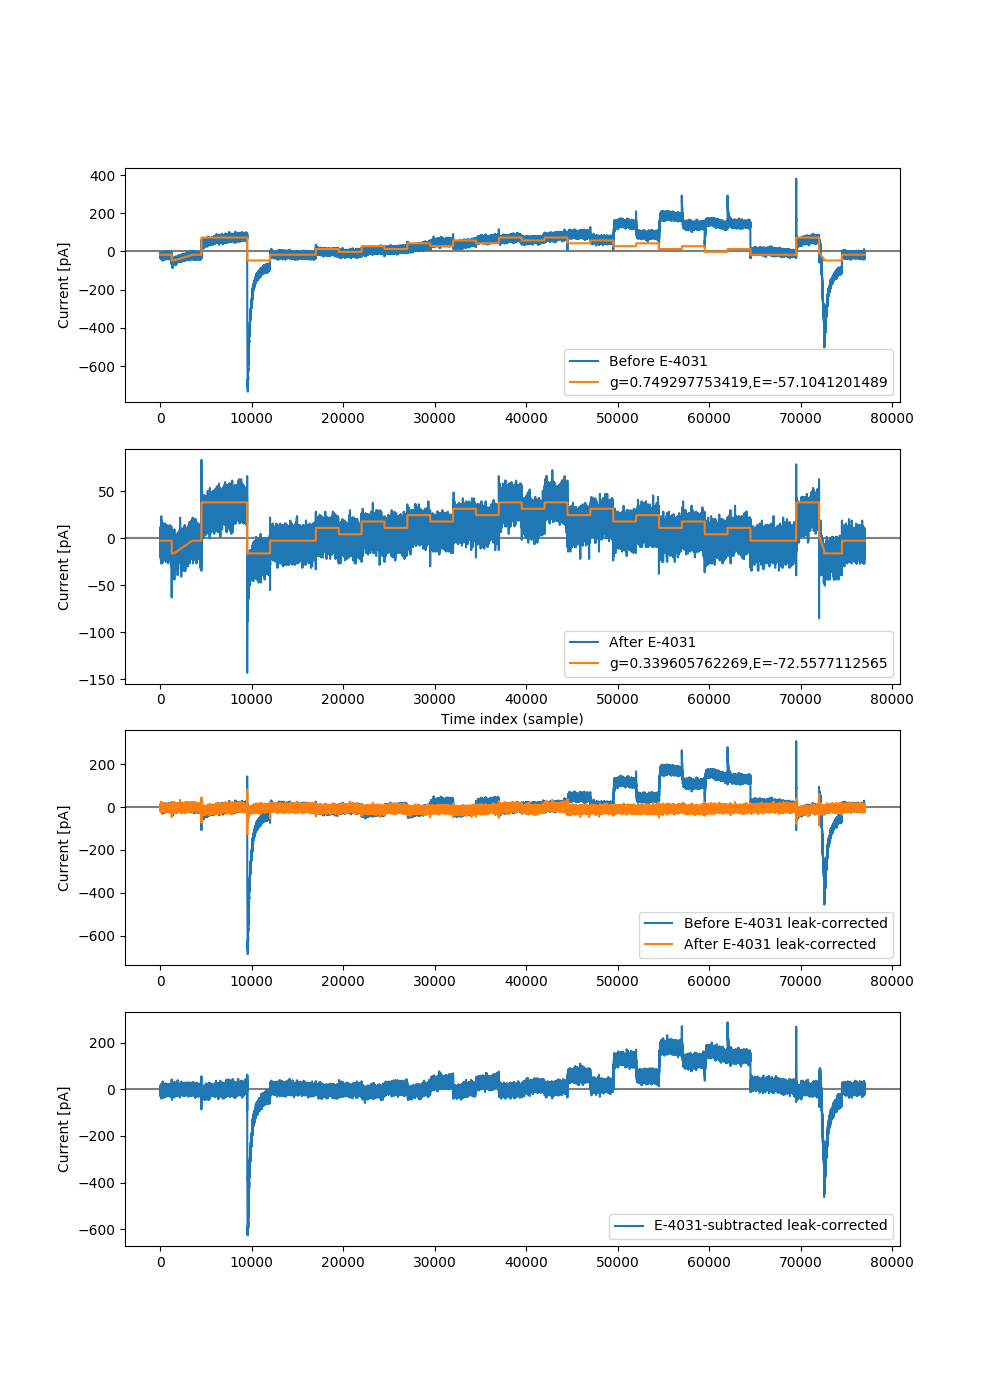 400
200
0
−200
−400
−600
Current [pA]
Before E-4031
g=0.749297753419,E=-57.1041201489
0 10000 20000 30000 40000 50000 60000 70000 80000
50
0
−50
−100
−150
Current [pA]
After E-4031
g=0.339605762269,E=-72.5577112565
0 10000 20000 30000 40000 50000 60000 70000 80000
Time index (sample)
200
0
−200
−400
−600
Current [pA]
Before E-4031 leak-corrected
After E-4031 leak-corrected
0 10000 20000 30000 40000 50000 60000 70000 80000
200
0
−200
−400
−600
Current [pA]
E-4031-subtracted leak-corrected
0 10000 20000 30000 40000 50000 60000 70000 80000